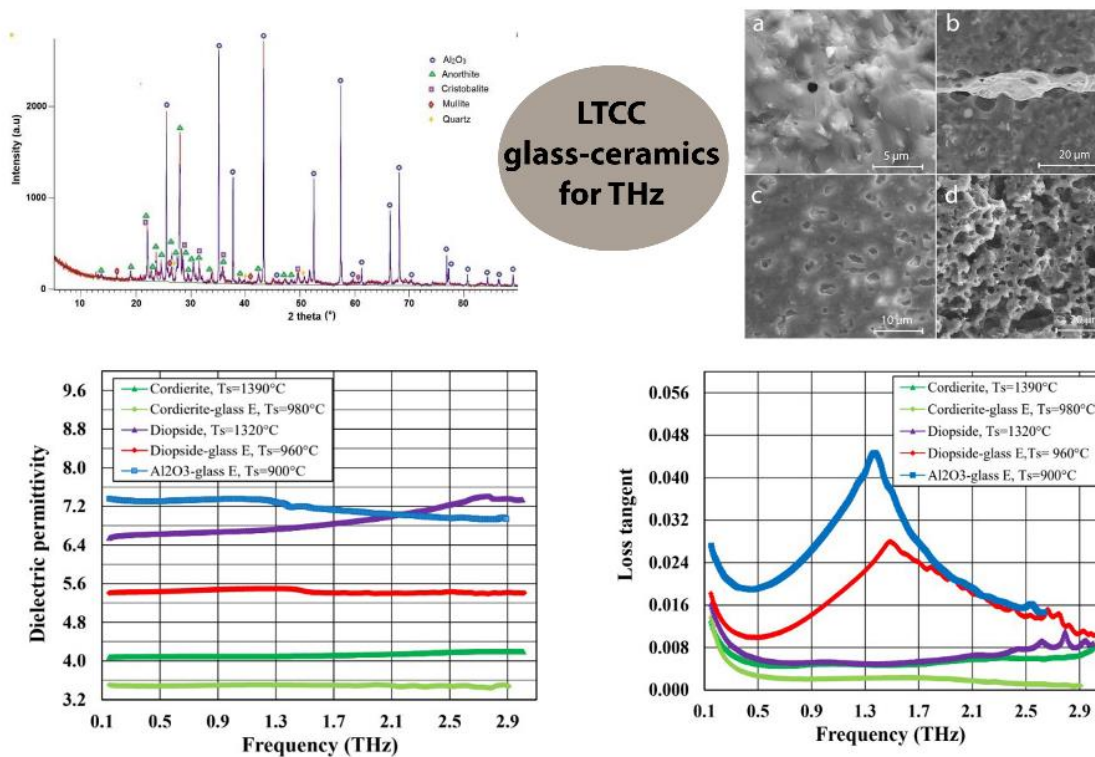 Intensity (a.u)
2000
1000
0
10 20 30 40 50 60 70 80
2 theta (°)
Al₂O₃
Anorthite
Cristobalite
Mullite
Quartz
LTCC
glass-ceramics
for THz
a
5 µm
b
20 µm
c
10 µm
d
20 µm
Dielectric permittivity
9.6
8.8
8.0
7.2
6.4
5.6
4.8
4.0
3.2
Cordierite, Ts=1390°C
Cordierite-glass E, Ts=980°C
Diopside, Ts=1320°C
Diopside-glass E, Ts=960°C
Al2O3-glass E, Ts=900°C
0.1 0.5 0.9 1.3 1.7 2.1 2.5 2.9
Frequency (THz)
Loss tangent
0.056
0.048
0.040
0.032
0.024
0.016
0.008
0.000
Cordierite, Ts=1390°C
Cordierite-glass E, Ts=980°C
Diopside, Ts=1320°C
Diopside-glass E,Ts= 960°C
Al2O3-glass E, Ts=900°C
0.1 0.5 0.9 1.3 1.7 2.1 2.5 2.9
Frequency (THz)